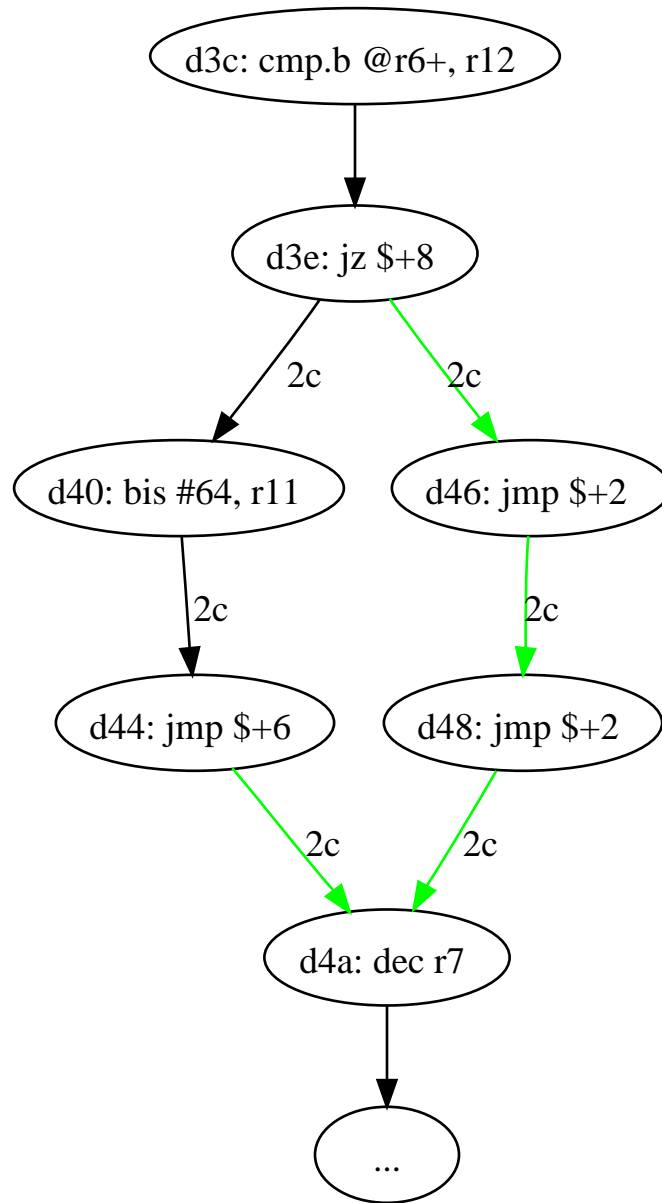 d3c: cmp.b @r6+, r12
d3e: jz $+8
2c
2c
d40: bis #64, r11
d46: jmp $+2
2c
2c
d44: jmp $+6
d48: jmp $+2
2c
2c
d4a: dec r7
...